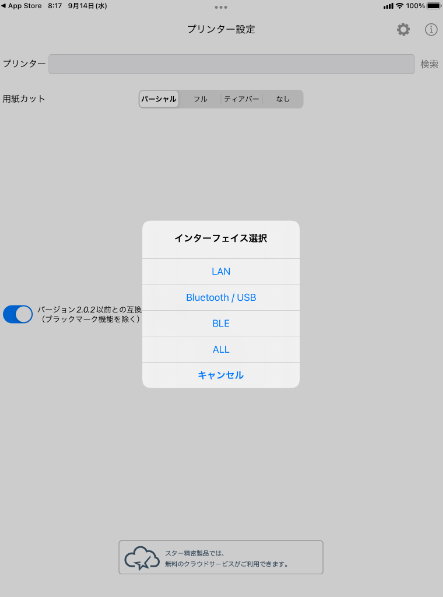 App Store 8:17 9月14日(水) 100%
プリンター設定
プリンター 検索
用紙カット パーシャル フル ティアバー なし
インターフェイス選択
LAN
Bluetooth / USB
BLE
ALL
キャンセル
バージョン2.0.2以前との互換
(ブラックマーク機能を除く)
スター精密製品では、
無料のクラウドサービスがご利用できます。